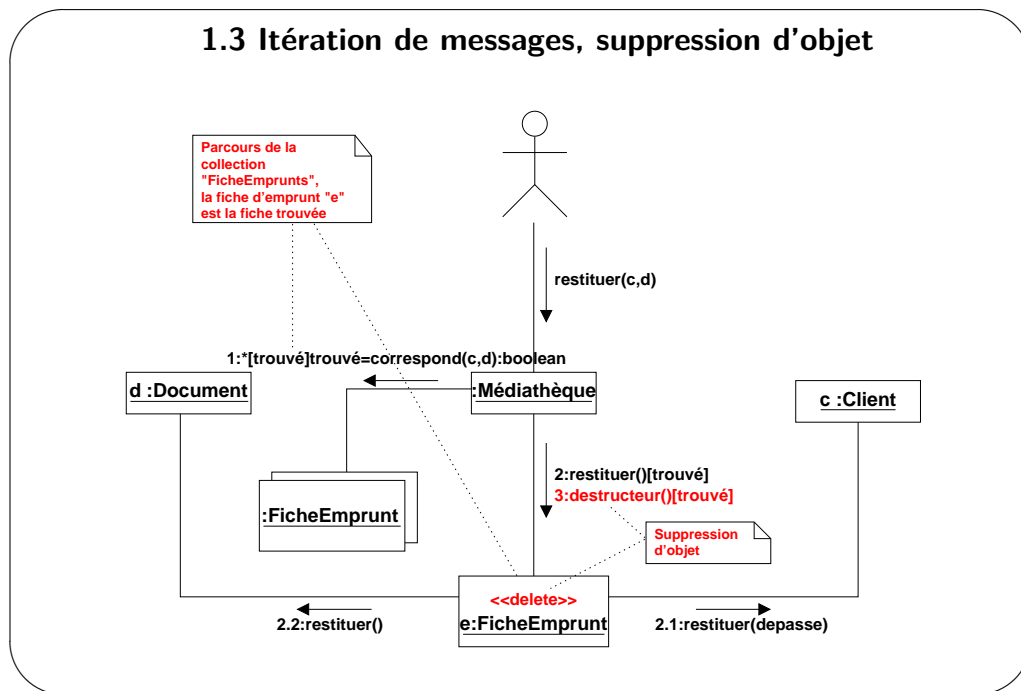 1.3 Itération de messages, suppression d'objet
Parcours de la
collection
"FicheEmprunts",
la fiche d'emprunt "e"
est la fiche trouvée
restituer(c,d)
1:*[trouvé]trouvé=correspond(c,d):boolean
d :Document
:Médiathèque
c :Client
2:restituer()[trouvé]
3:destructeur()[trouvé]
:FicheEmprunt
Suppression
d'objet
<<delete>>
e:FicheEmprunt
2.2:restituer()
2.1:restituer(depasse)